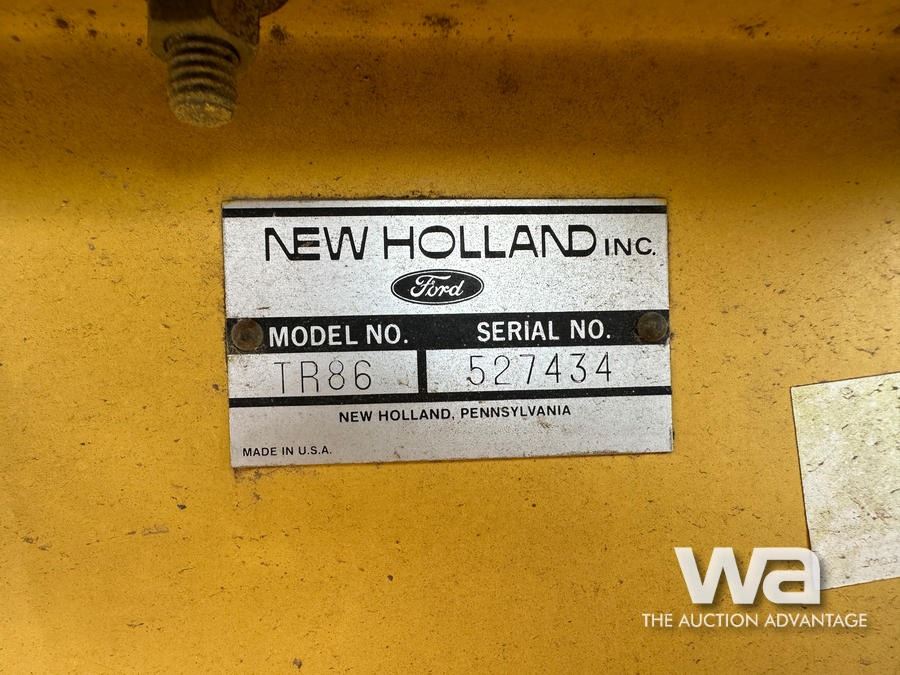 NEW HOLLAND INC.
Ford
MODEL NO. SERIAL NO.
TR86 527434
NEW HOLLAND, PENNSYLVANIA
MADE IN U.S.A.
wa
THE AUCTION ADVANTAGE